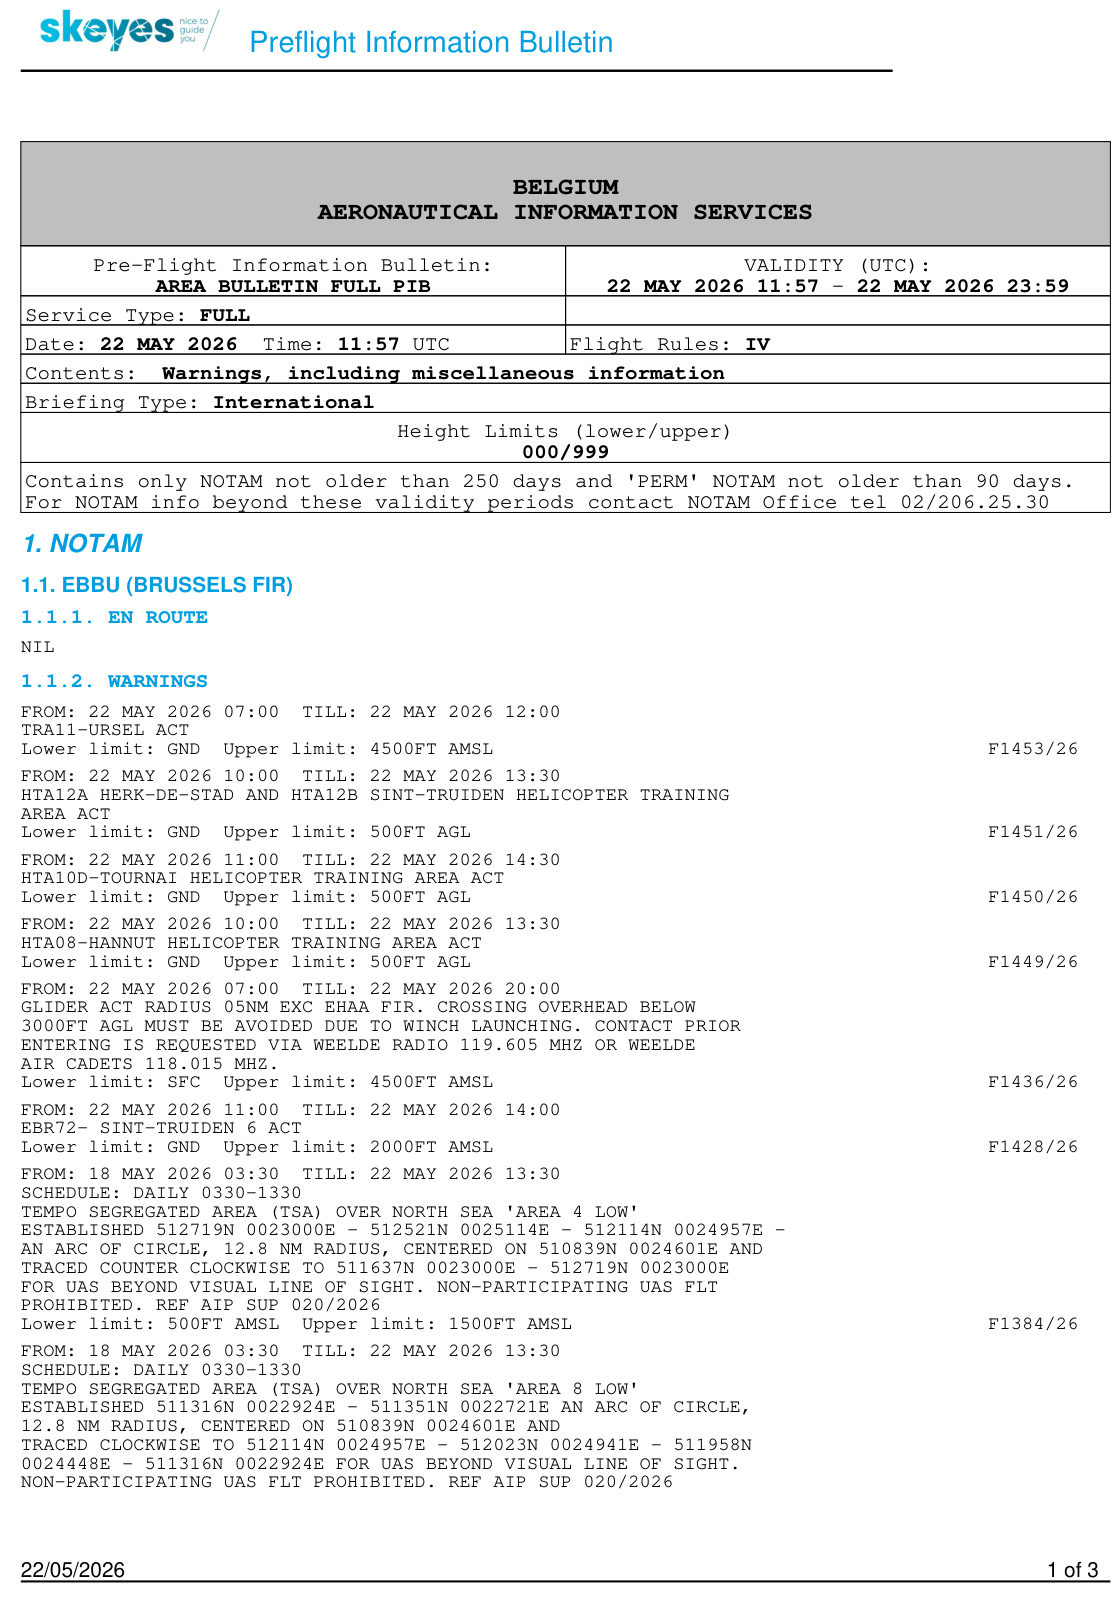 skeyes nice to guide you
Preflight Information Bulletin
BELGIUM
AERONAUTICAL INFORMATION SERVICES
Pre-Flight Information Bulletin:
AREA BULLETIN FULL PIB
VALIDITY (UTC):
22 MAY 2026 11:57 - 22 MAY 2026 23:59
Service Type: FULL
Date: 22 MAY 2026 Time: 11:57 UTC
Flight Rules: IV
Contents: Warnings, including miscellaneous information
Briefing Type: International
Height Limits (lower/upper)
000/999
Contains only NOTAM not older than 250 days and 'PERM' NOTAM not older than 90 days.
For NOTAM info beyond these validity periods contact NOTAM Office tel 02/206.25.30
1. NOTAM
1.1. EBBU (BRUSSELS FIR)
1.1.1. EN ROUTE
NIL
1.1.2. WARNINGS
FROM: 22 MAY 2026 07:00 TILL: 22 MAY 2026 12:00
TRA11-URSEL ACT
Lower limit: GND Upper limit: 4500FT AMSL F1453/26
FROM: 22 MAY 2026 10:00 TILL: 22 MAY 2026 13:30
HTA12A HERK-DE-STAD AND HTA12B SINT-TRUIDEN HELICOPTER TRAINING
AREA ACT
Lower limit: GND Upper limit: 500FT AGL F1451/26
FROM: 22 MAY 2026 11:00 TILL: 22 MAY 2026 14:30
HTA10D-TOURNAI HELICOPTER TRAINING AREA ACT
Lower limit: GND Upper limit: 500FT AGL F1450/26
FROM: 22 MAY 2026 10:00 TILL: 22 MAY 2026 13:30
HTA08-HANNUT HELICOPTER TRAINING AREA ACT
Lower limit: GND Upper limit: 500FT AGL F1449/26
FROM: 22 MAY 2026 07:00 TILL: 22 MAY 2026 20:00
GLIDER ACT RADIUS 05NM EXC EHAA FIR. CROSSING OVERHEAD BELOW
3000FT AGL MUST BE AVOIDED DUE TO WINCH LAUNCHING. CONTACT PRIOR
ENTERING IS REQUESTED VIA WEELDE RADIO 119.605 MHZ OR WEELDE
AIR CADETS 118.015 MHZ.
Lower limit: SFC Upper limit: 4500FT AMSL F1436/26
FROM: 22 MAY 2026 11:00 TILL: 22 MAY 2026 14:00
EBR72- SINT-TRUIDEN 6 ACT
Lower limit: GND Upper limit: 2000FT AMSL F1428/26
FROM: 18 MAY 2026 03:30 TILL: 22 MAY 2026 13:30
SCHEDULE: DAILY 0330-1330
TEMPO SEGREGATED AREA (TSA) OVER NORTH SEA 'AREA 4 LOW'
ESTABLISHED 512719N 0023000E - 512521N 0025114E - 512114N 0024957E -
AN ARC OF CIRCLE, 12.8 NM RADIUS, CENTERED ON 510839N 0024601E AND
TRACED COUNTER CLOCKWISE TO 511637N 0023000E - 512719N 0023000E
FOR UAS BEYOND VISUAL LINE OF SIGHT. NON-PARTICIPATING UAS FLT
PROHIBITED. REF AIP SUP 020/2026
Lower limit: 500FT AMSL Upper limit: 1500FT AMSL F1384/26
FROM: 18 MAY 2026 03:30 TILL: 22 MAY 2026 13:30
SCHEDULE: DAILY 0330-1330
TEMPO SEGREGATED AREA (TSA) OVER NORTH SEA 'AREA 8 LOW'
ESTABLISHED 511316N 0022924E - 511351N 0022721E AN ARC OF CIRCLE,
12.8 NM RADIUS, CENTERED ON 510839N 0024601E AND
TRACED CLOCKWISE TO 512114N 0024957E - 512023N 0024941E - 511958N
0024448E - 511316N 0022924E FOR UAS BEYOND VISUAL LINE OF SIGHT.
NON-PARTICIPATING UAS FLT PROHIBITED. REF AIP SUP 020/2026
22/05/2026 1 of 3